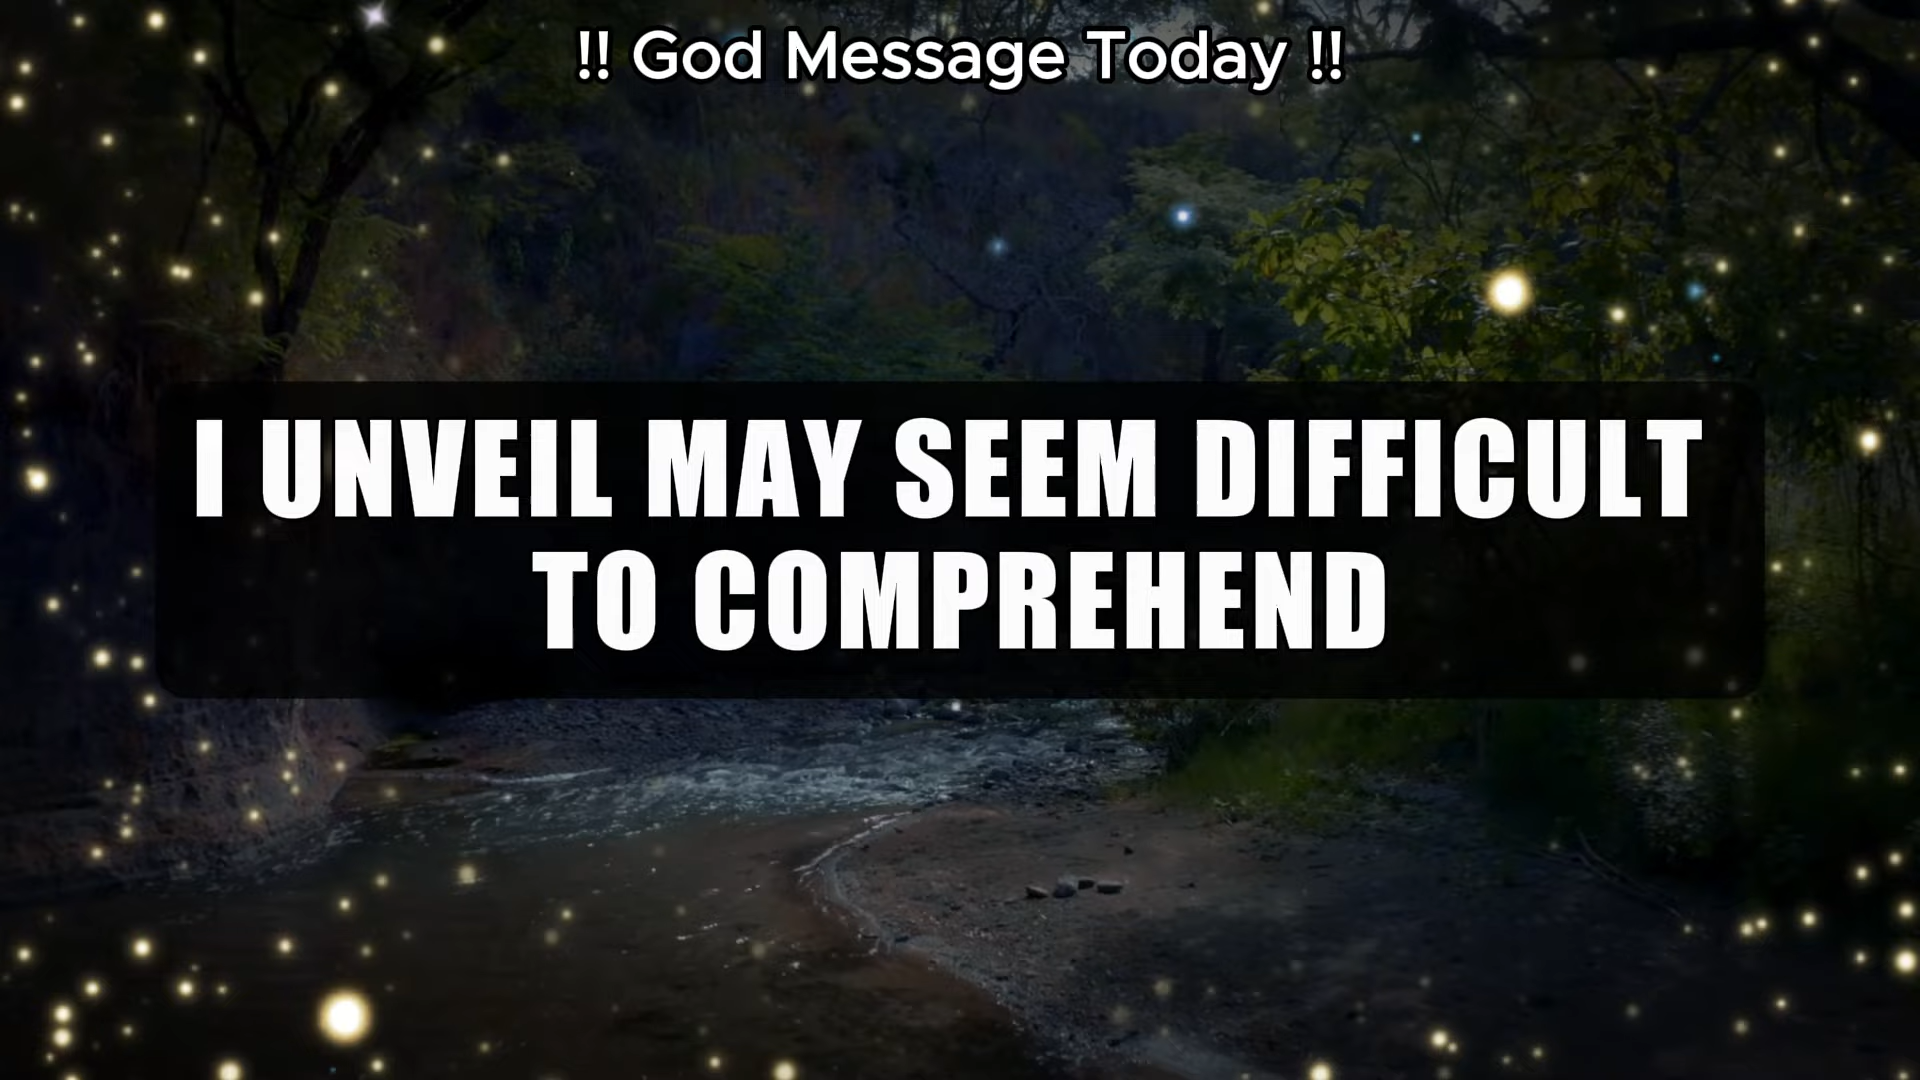 !! God Message Today !!
I UNVEIL MAY SEEM DIFFICULT
TO COMPREHEND